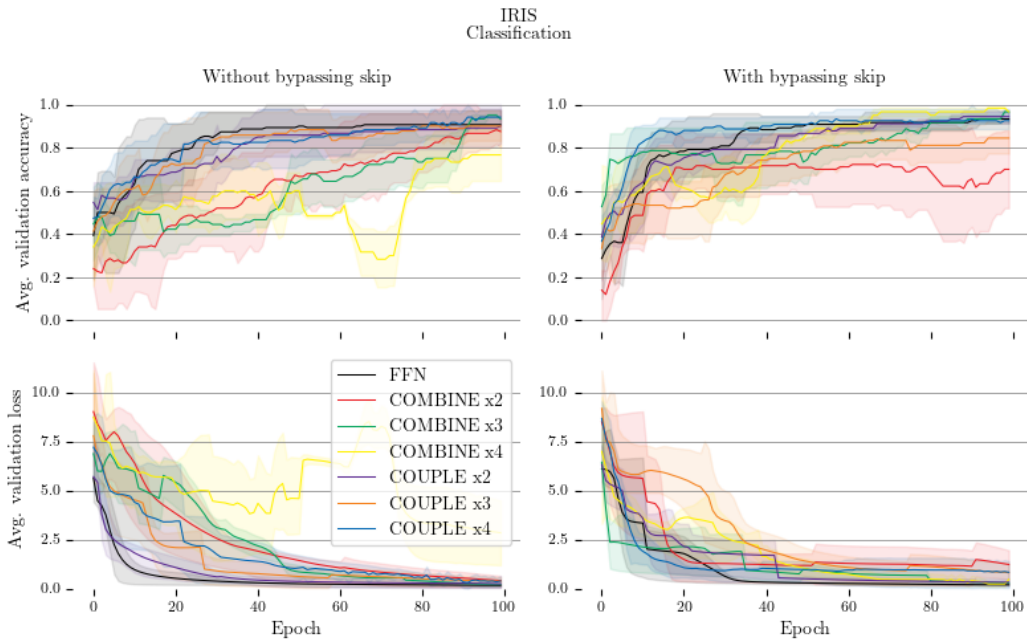 IRIS
Classification
Without bypassing skip
With bypassing skip
Avg. validation accuracy
1.0
0.8
0.6
0.4
0.2
0.0
1.0
0.8
0.6
0.4
0.2
0.0
Avg. validation loss
10.0
7.5
5.0
2.5
0.0
FFN
COMBINE x2
COMBINE x3
COMBINE x4
COUPLE x2
COUPLE x3
COUPLE x4
10.0
7.5
5.0
2.5
0.0
0 20 40 60 80 100
0 20 40 60 80 100
Epoch
Epoch